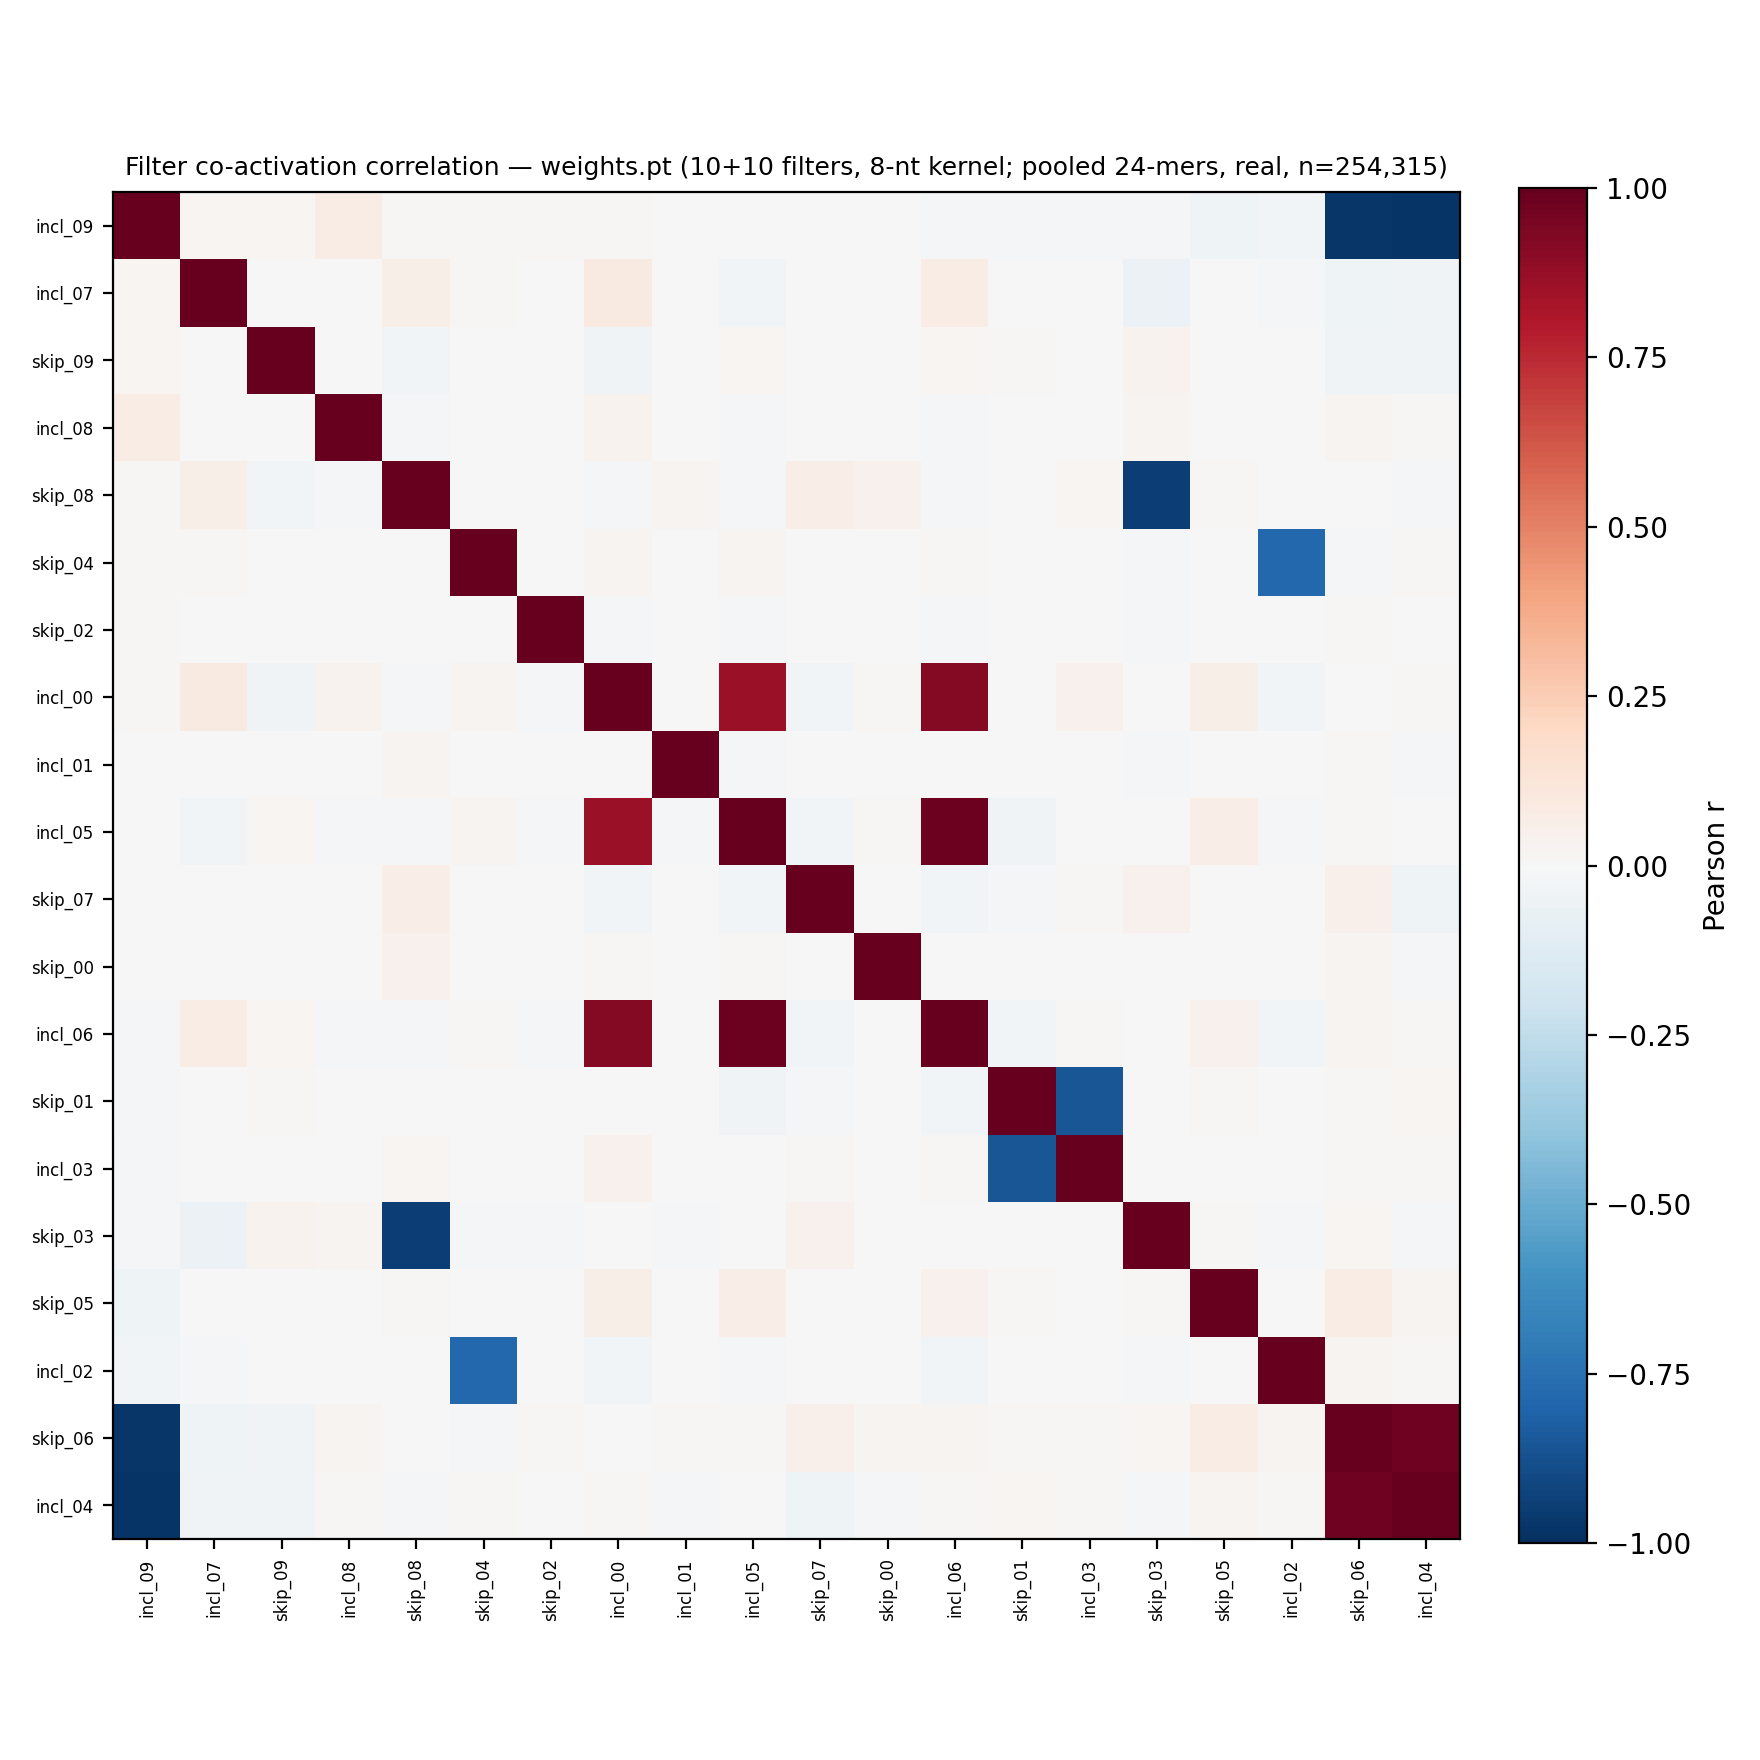 Filter co-activation correlation — weights.pt (10+10 filters, 8-nt kernel; pooled 24-mers, real, n=254,315)
incl_09
incl_07
skip_09
incl_08
skip_08
skip_04
skip_02
incl_00
incl_01
incl_05
skip_07
skip_00
incl_06
skip_01
incl_03
skip_03
skip_05
incl_02
skip_06
incl_04
incl_09
incl_07
skip_09
incl_08
skip_08
skip_04
skip_02
incl_00
incl_01
incl_05
skip_07
skip_00
incl_06
skip_01
incl_03
skip_03
skip_05
incl_02
skip_06
incl_04
1.00
0.75
0.50
0.25
0.00
−0.25
−0.50
−0.75
−1.00
Pearson r